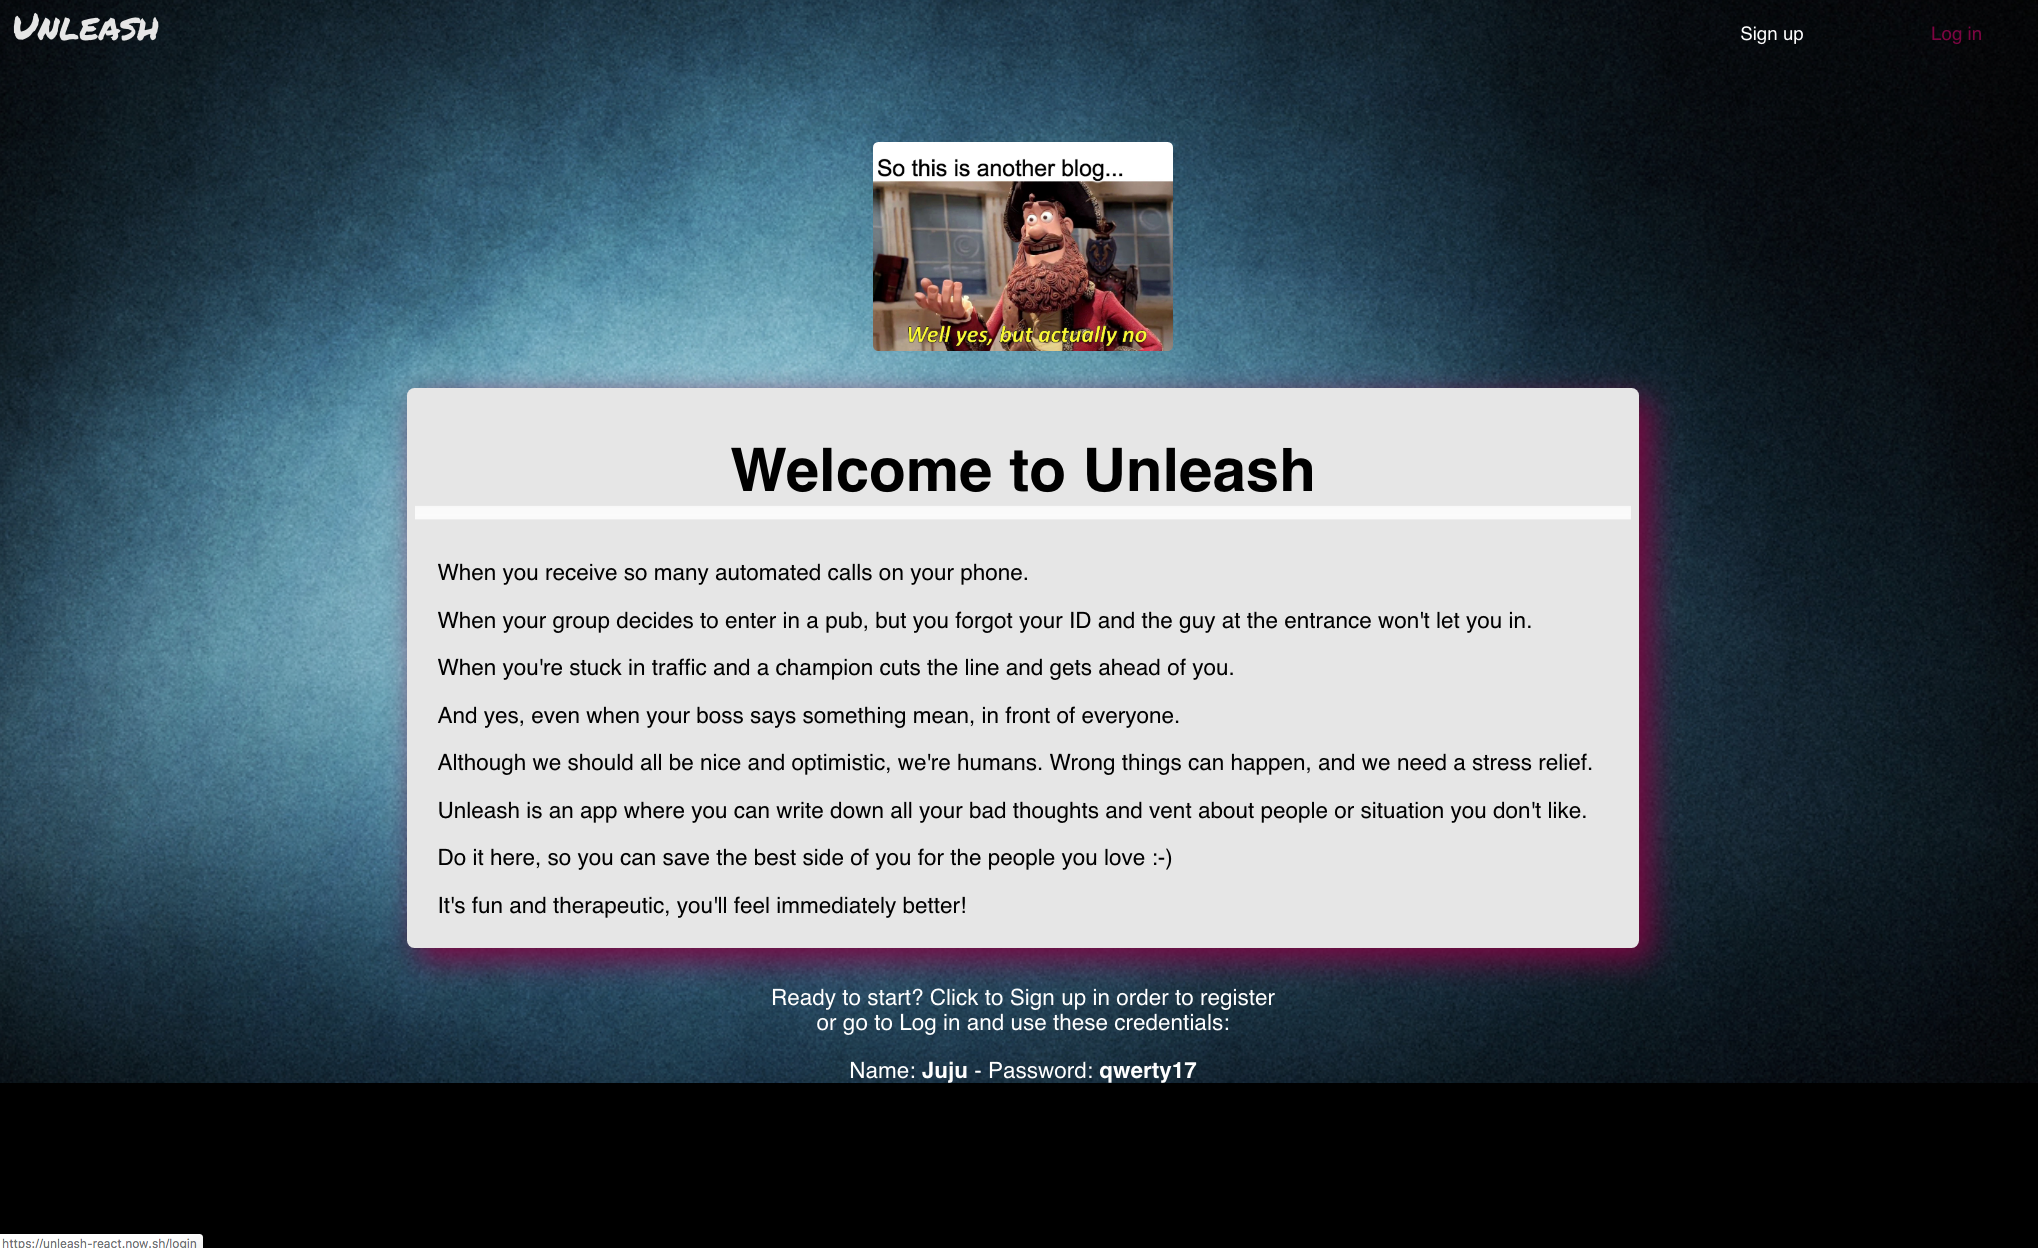 UNLEASH
Sign up
Log in
So this is another blog...
Well yes, but actually no
Welcome to Unleash
When you receive so many automated calls on your phone.
When your group decides to enter in a pub, but you forgot your ID and the guy at the entrance won't let you in.
When you're stuck in traffic and a champion cuts the line and gets ahead of you.
And yes, even when your boss says something mean, in front of everyone.
Although we should all be nice and optimistic, we're humans. Wrong things can happen, and we need a stress relief.
Unleash is an app where you can write down all your bad thoughts and vent about people or situation you don't like.
Do it here, so you can save the best side of you for the people you love :-)
It's fun and therapeutic, you'll feel immediately better!
Ready to start? Click to Sign up in order to register
or go to Log in and use these credentials:
Name: Juju - Password: qwerty17
https://unleash-react.now.sh/login